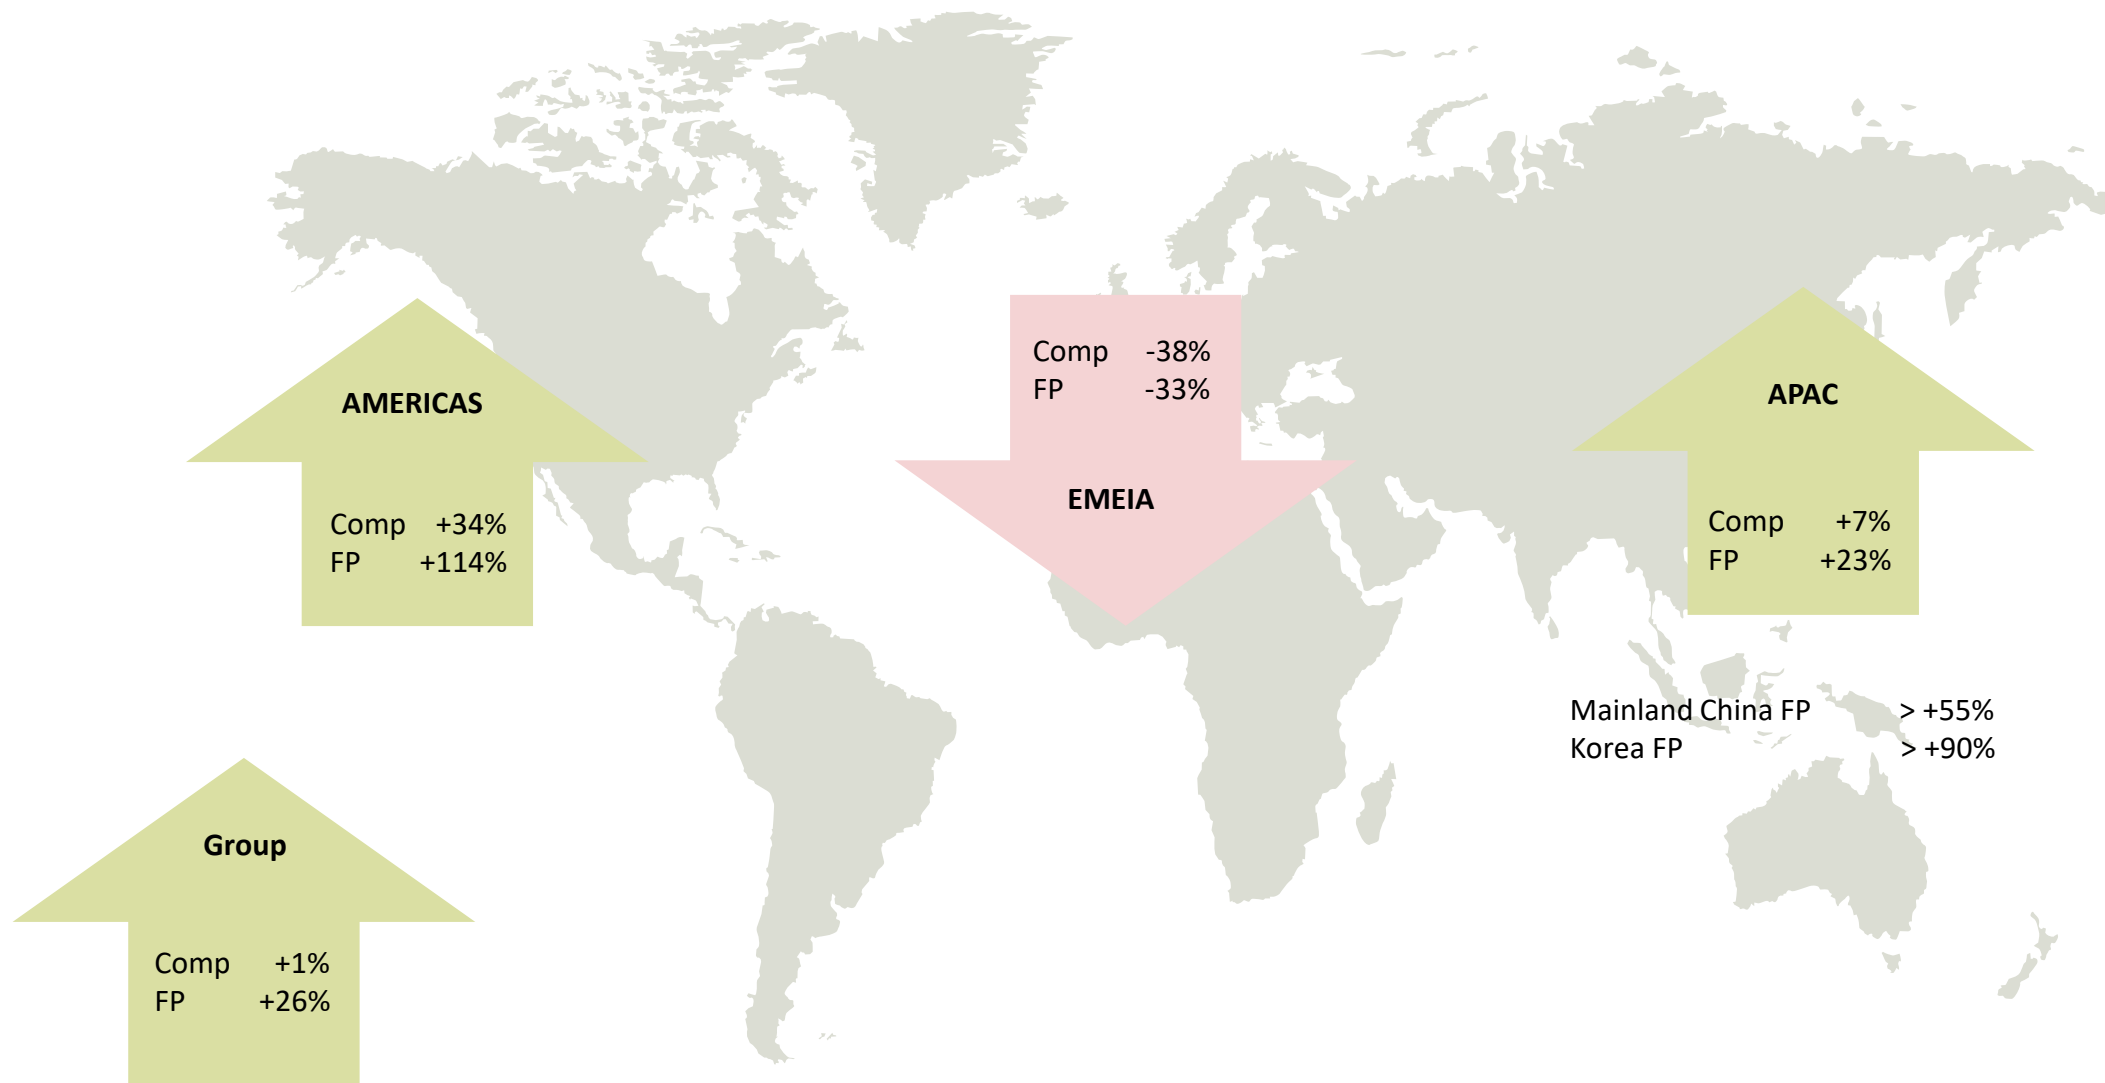 AMERICAS
Comp +34%
FP +114%
Comp -38%
FP -33%
EMEIA
APAC
Comp +7%
FP +23%
Mainland China FP > +55%
Korea FP > +90%
Group
Comp +1%
FP +26%